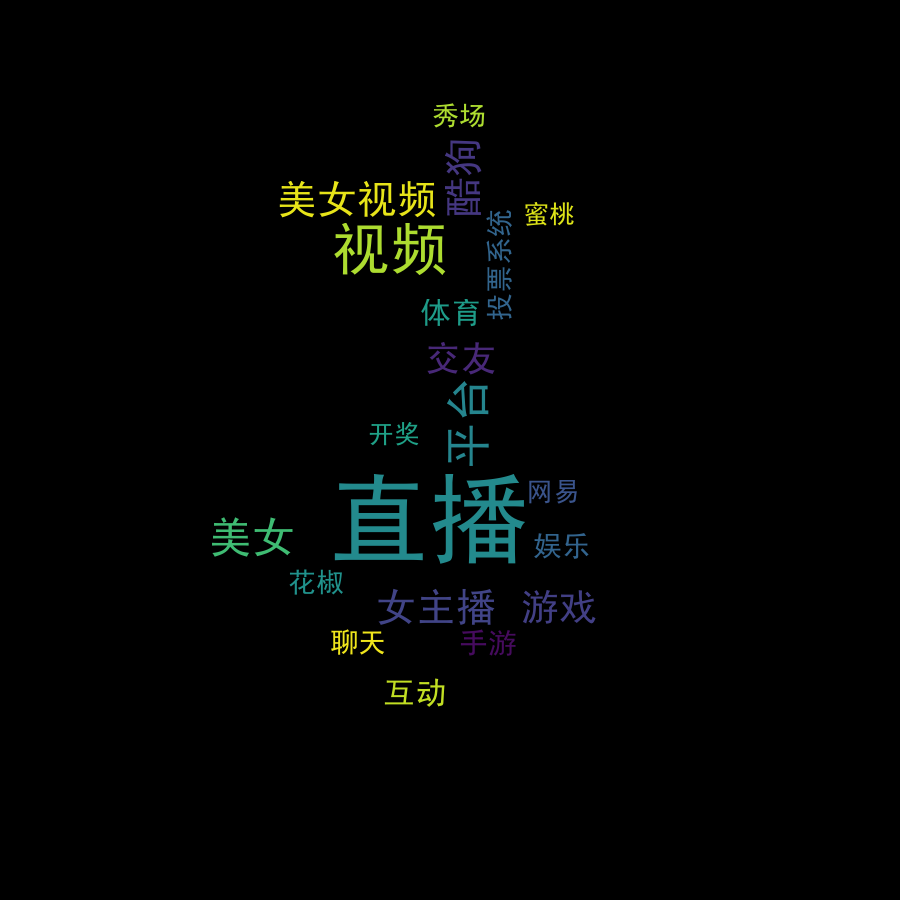 秀场
酷狗
美女视频
蜜桃
视频
投票系统
体育
交友
平台
开奖
直播
网易
美女
娱乐
花椒
女主播
游戏
聊天
手游
互动